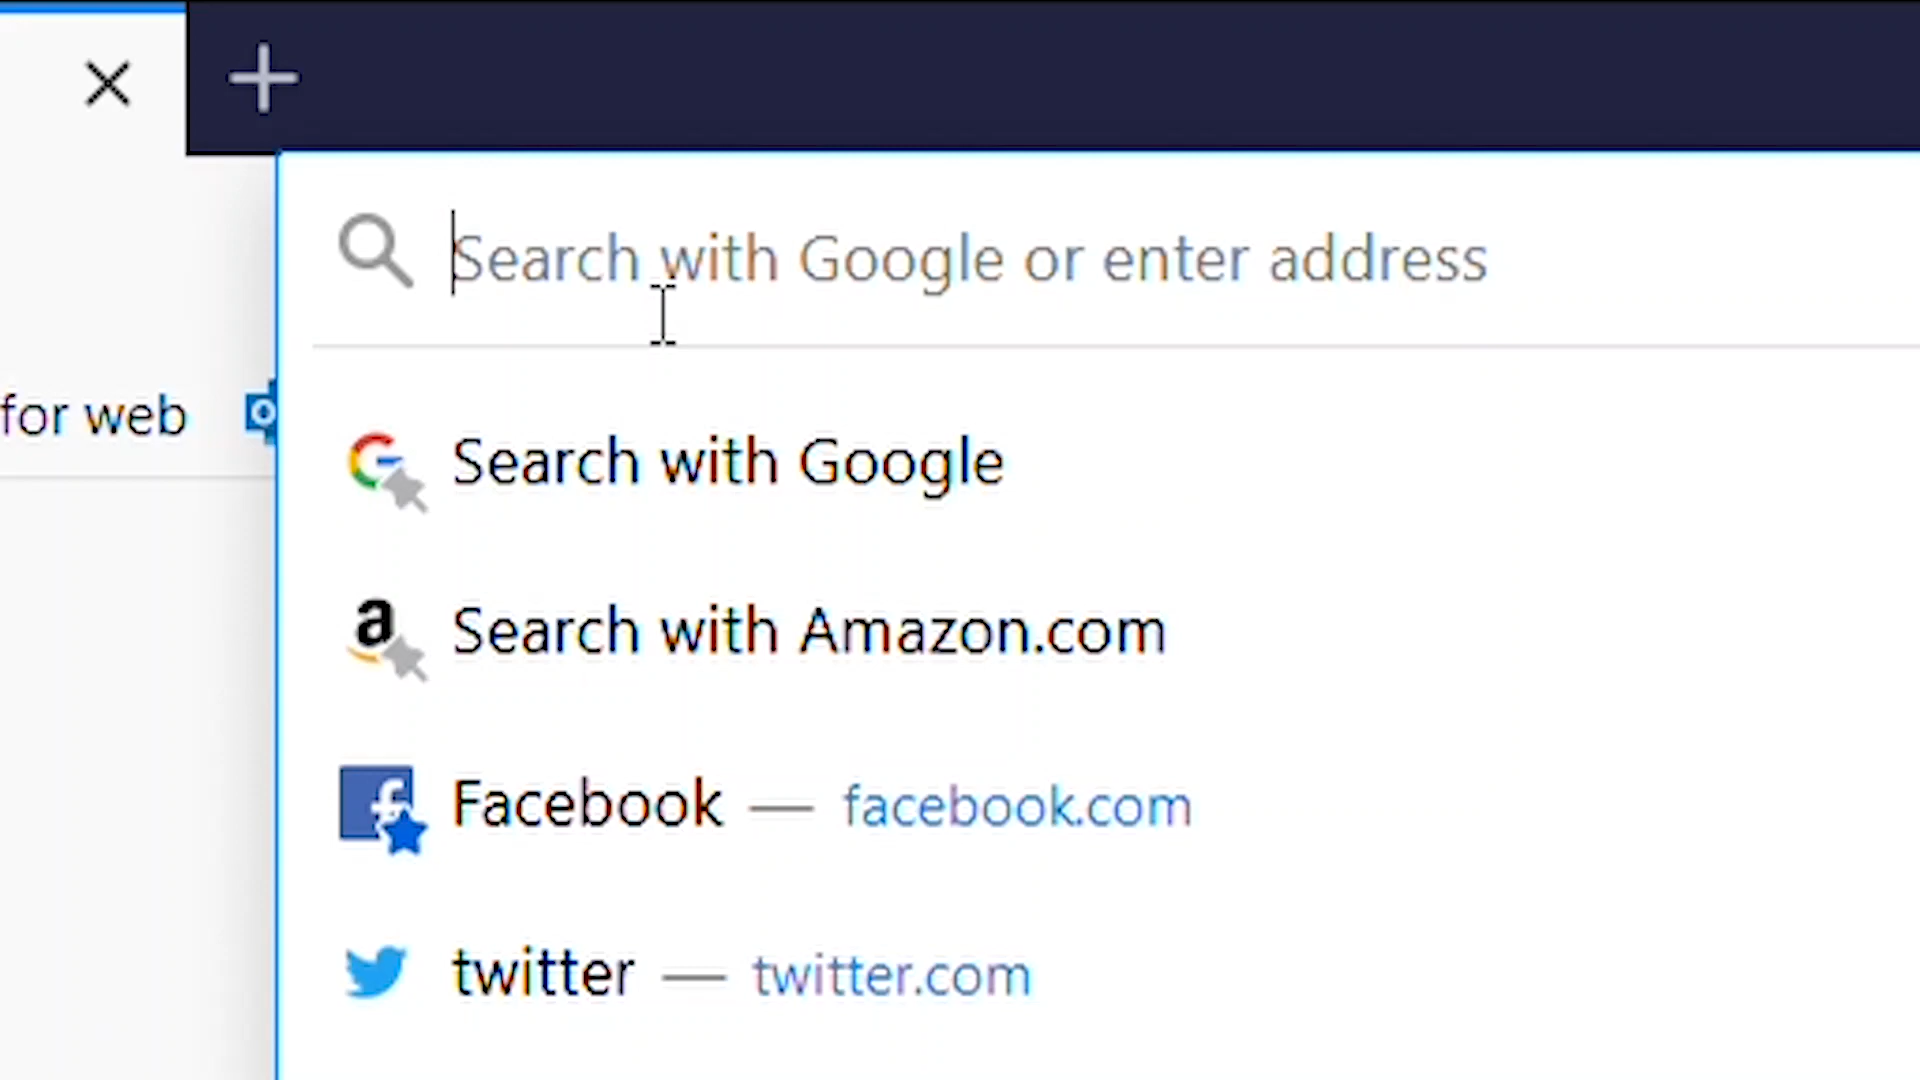 Search with Google or enter address
for web
Search with Google
Search with Amazon.com
Facebook — facebook.com
twitter — twitter.com